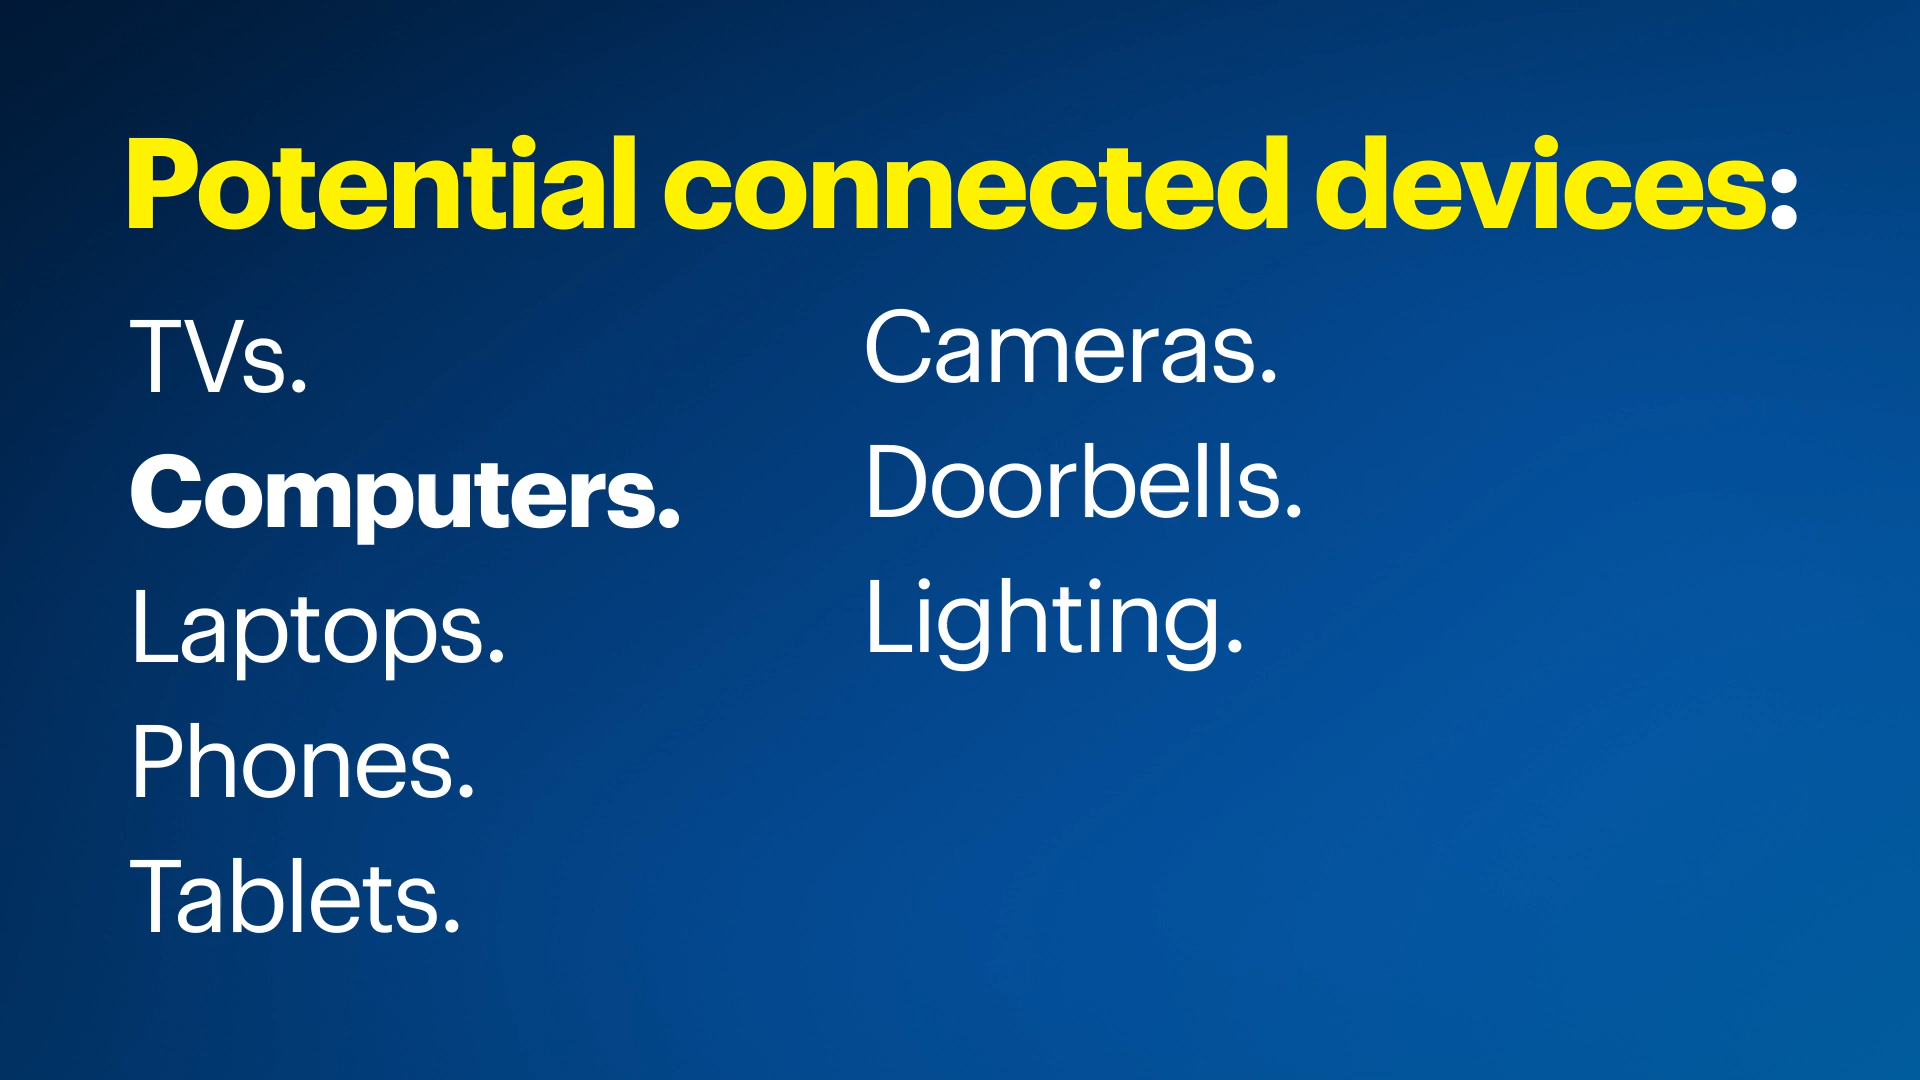 Potential connected devices:
TVs.
Computers.
Laptops.
Phones.
Tablets.
Cameras.
Doorbells.
Lighting.